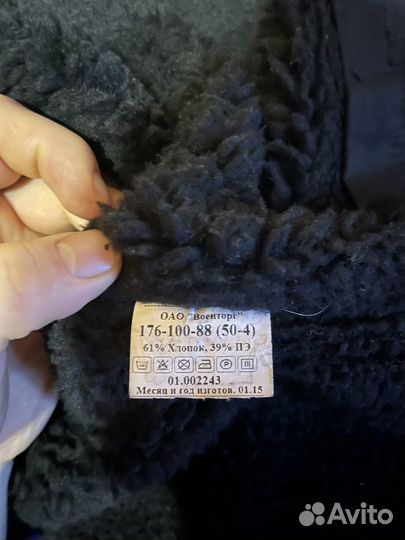 ОАО "Военторг"
176-100-88 (50-4)
61% Хлопок, 39% ПЭ
01.002243
Месяц и год изготов. 01.15
Avito